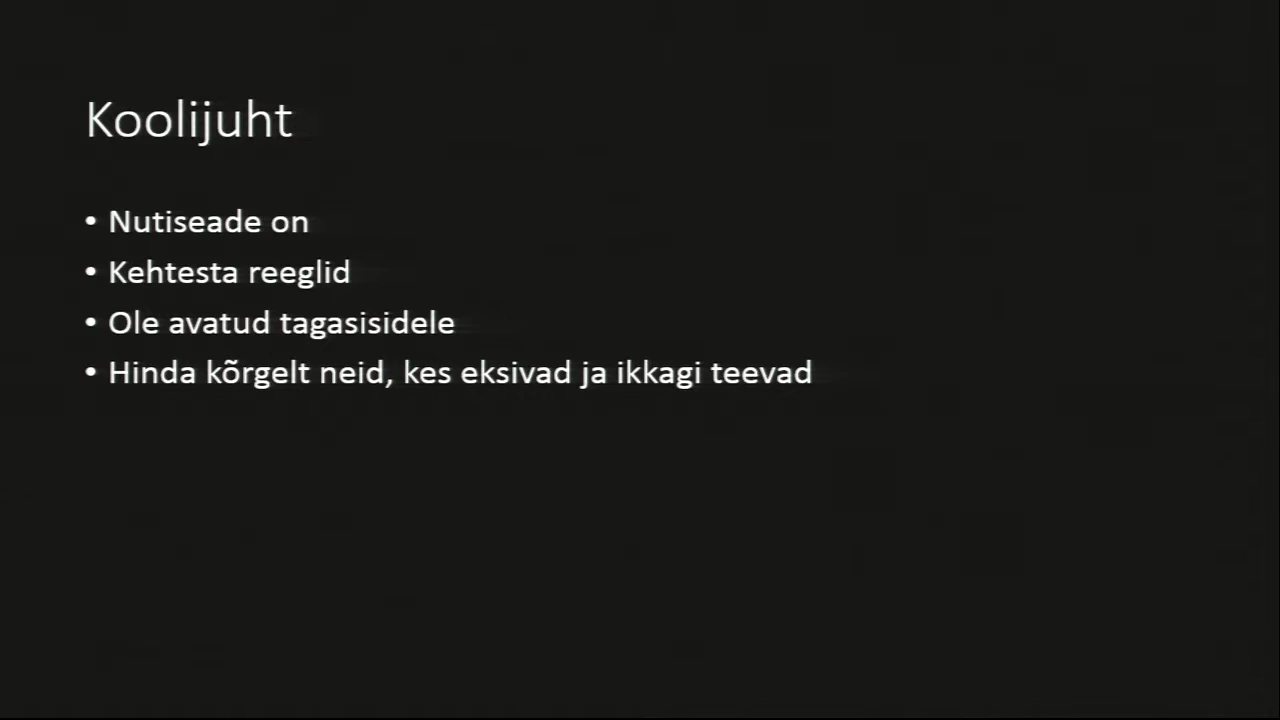 Koolijuht
• Nutiseade on
• Kehtesta reeglid
• Ole avatud tagasisidele
• Hinda kõrgelt neid, kes eksivad ja ikkagi teevad